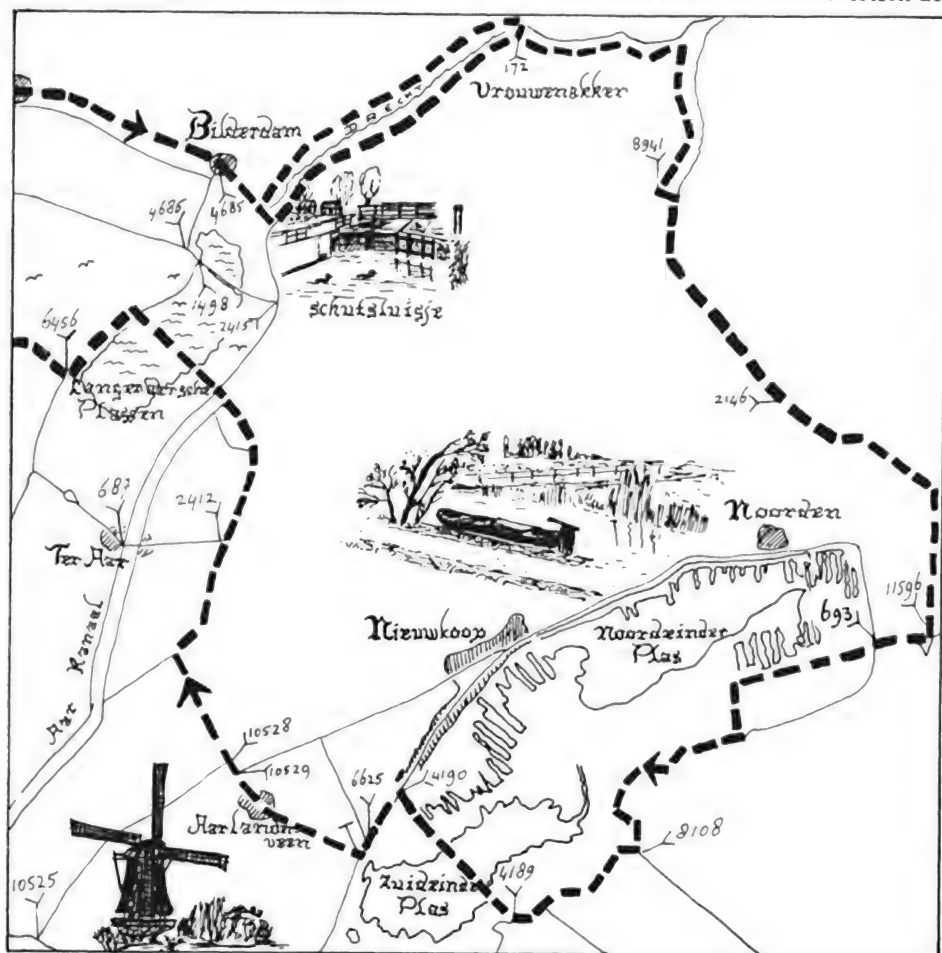 172
Vrouwenakker
DRECHT
Bilderdam
8941
4686
4685
1498
schutsluisje
2415
6456
Langeraarsche
Plassen
2146
687
2412
Noorden
Ter Aar
11596
Nieuwkoop
Noordeinder
Plas
693
Aar Kanaal
10528
10529
6625
4190
Aarlanderveen
8108
Zuideinder
Plas
4189
10525